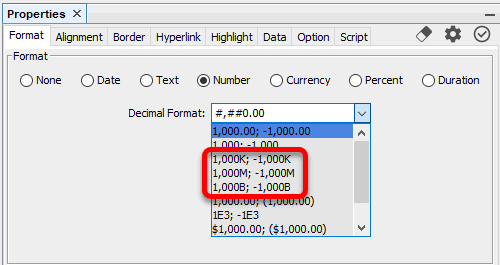 Properties
Format Alignment Border Hyperlink Highlight Data Option Script
Format
None Date Text Number Currency Percent Duration
Decimal Format: #,##0.00
1,000.00; -1,000.00
1,000; -1,000
1,000K; -1,000K
1,000M; -1,000M
1,000B; -1,000B
1,000.00; (1,000.00)
1E3; -1E3
$1,000.00; ($1,000.00)